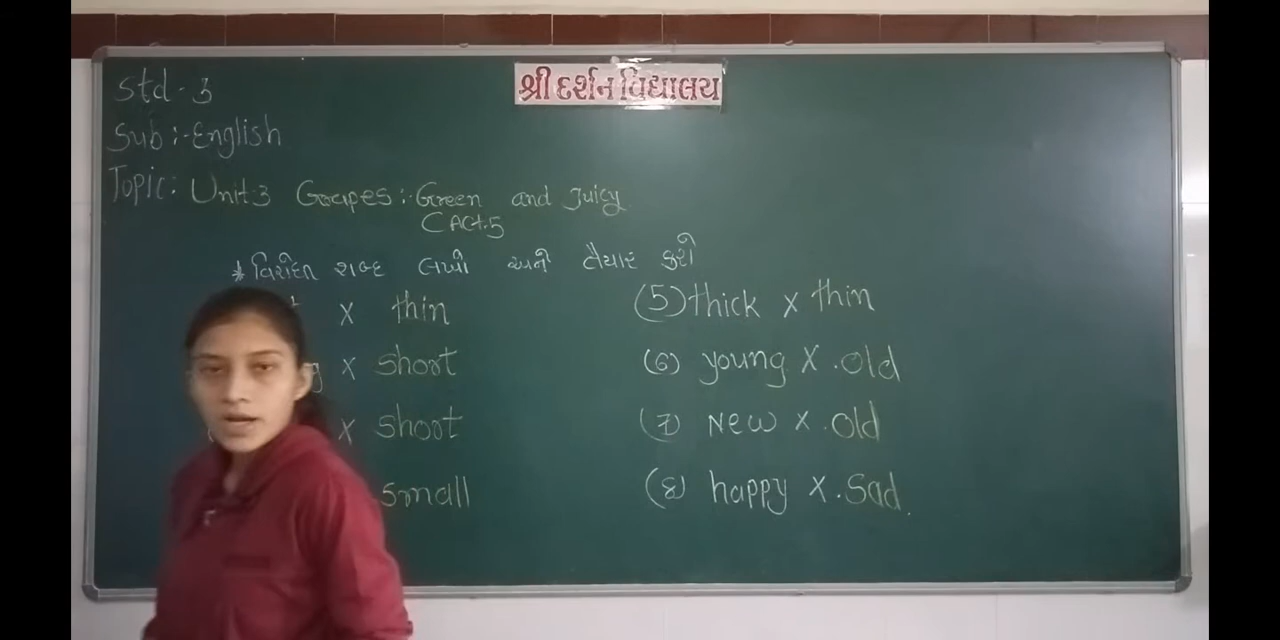 શ્રી દર્શન વિદ્યાલય
Std - 3
Sub :- English
Topic: Unit-3 Grapes :- Green and Juicy
(Act-5
* વિરોધી શબ્દ લખો અને તૈયાર કરો
x thin
x short
x short
small
(5) thick x thin
(6) young x .old
(7) New x .old
(8) happy x .Sad.